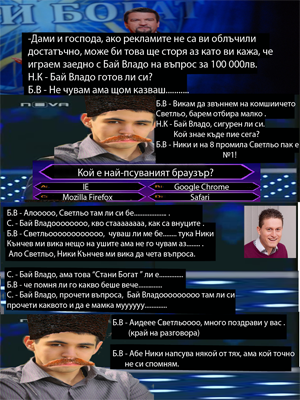 -Дами и господа, ако рекламите не са ви облъчили
достатъчно, може би това ще сторя аз като ви кажа, че
играем заедно с Бай Владо на въпрос за 100 000лв.
Н.К - Бай Владо готов ли си?
Б.В - Не чувам ама щом казваш...........
NOVA
Б.В - Викам да звъннем на комшийчето
Светльо, барем отбира малко .
Н.К - Бай Владо, сигурен ли си.
Кой знае къде пие сега?
Б.В - Ники и на 8 промила Светльо пак е
№1!
Кой е най-псуваният браузър?
IE
Google Chrome
Mozilla Firefox
Safari
Б.В - Алооооо, Светльо там ли си бе.................. .
С. - Бай Владоооооооо, кво стаааааааа, как са внуците .
Б.В - Светльооооооооооо, чуваш ли ме бе....... тука Ники
Кънчев ми вика нещо на ушите ама не го чувам аз........ .
Ало Светльо, Ники Кънчев ми вика да чета въпроса.
С. - Бай Владо, ама това "Стани Богат " ли е.............
Б.В - че помня ли го какво беше вече.............
С. - Бай Владо, прочети въпроса, Бай Владоооооооо там ли си
прочети каквото и да е мамка мууууууу.............
Б.В - Аидеее Светльоооо, много поздрави у вас .
(край на разговора)
Б.В - Абе Ники напсува някой от тях, ама кой точно
не си спомням.